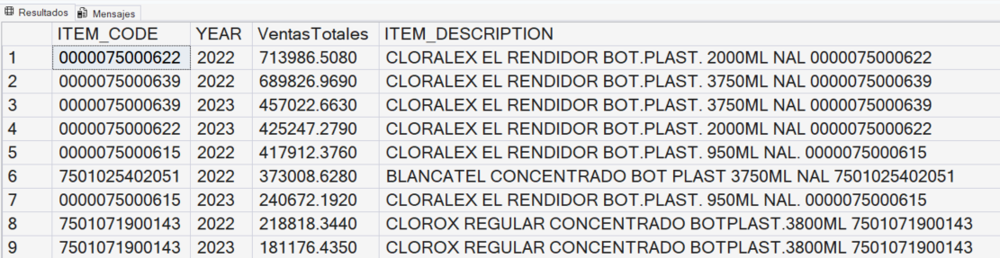 Resultados Mensajes
ITEM_CODE YEAR VentasTotales ITEM_DESCRIPTION
1 0000075000622 2022 713986.5080 CLORALEX EL RENDIDOR BOT.PLAST. 2000ML NAL 0000075000622
2 0000075000639 2022 689826.9690 CLORALEX EL RENDIDOR BOT.PLAST. 3750ML NAL 0000075000639
3 0000075000639 2023 457022.6630 CLORALEX EL RENDIDOR BOT.PLAST. 3750ML NAL 0000075000639
4 0000075000622 2023 425247.2790 CLORALEX EL RENDIDOR BOT.PLAST. 2000ML NAL 0000075000622
5 0000075000615 2022 417912.3760 CLORALEX EL RENDIDOR BOT.PLAST. 950ML NAL. 0000075000615
6 7501025402051 2022 373008.6280 BLANCATEL CONCENTRADO BOT PLAST 3750ML NAL 7501025402051
7 0000075000615 2023 240672.1920 CLORALEX EL RENDIDOR BOT.PLAST. 950ML NAL. 0000075000615
8 7501071900143 2022 218818.3440 CLOROX REGULAR CONCENTRADO BOTPLAST.3800ML 7501071900143
9 7501071900143 2023 181176.4350 CLOROX REGULAR CONCENTRADO BOTPLAST.3800ML 7501071900143